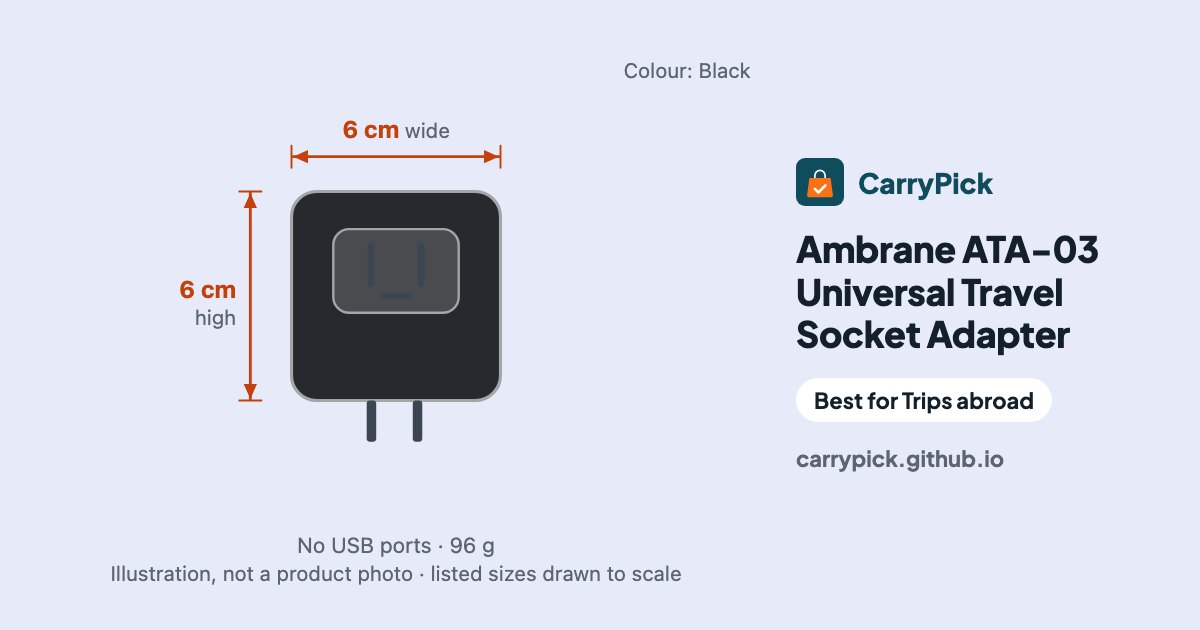 Colour: Black
6 cm wide
6 cm
high
CarryPick
Ambrane ATA-03
Universal Travel
Socket Adapter
Best for Trips abroad
carrypick.github.io
No USB ports · 96 g
Illustration, not a product photo · listed sizes drawn to scale